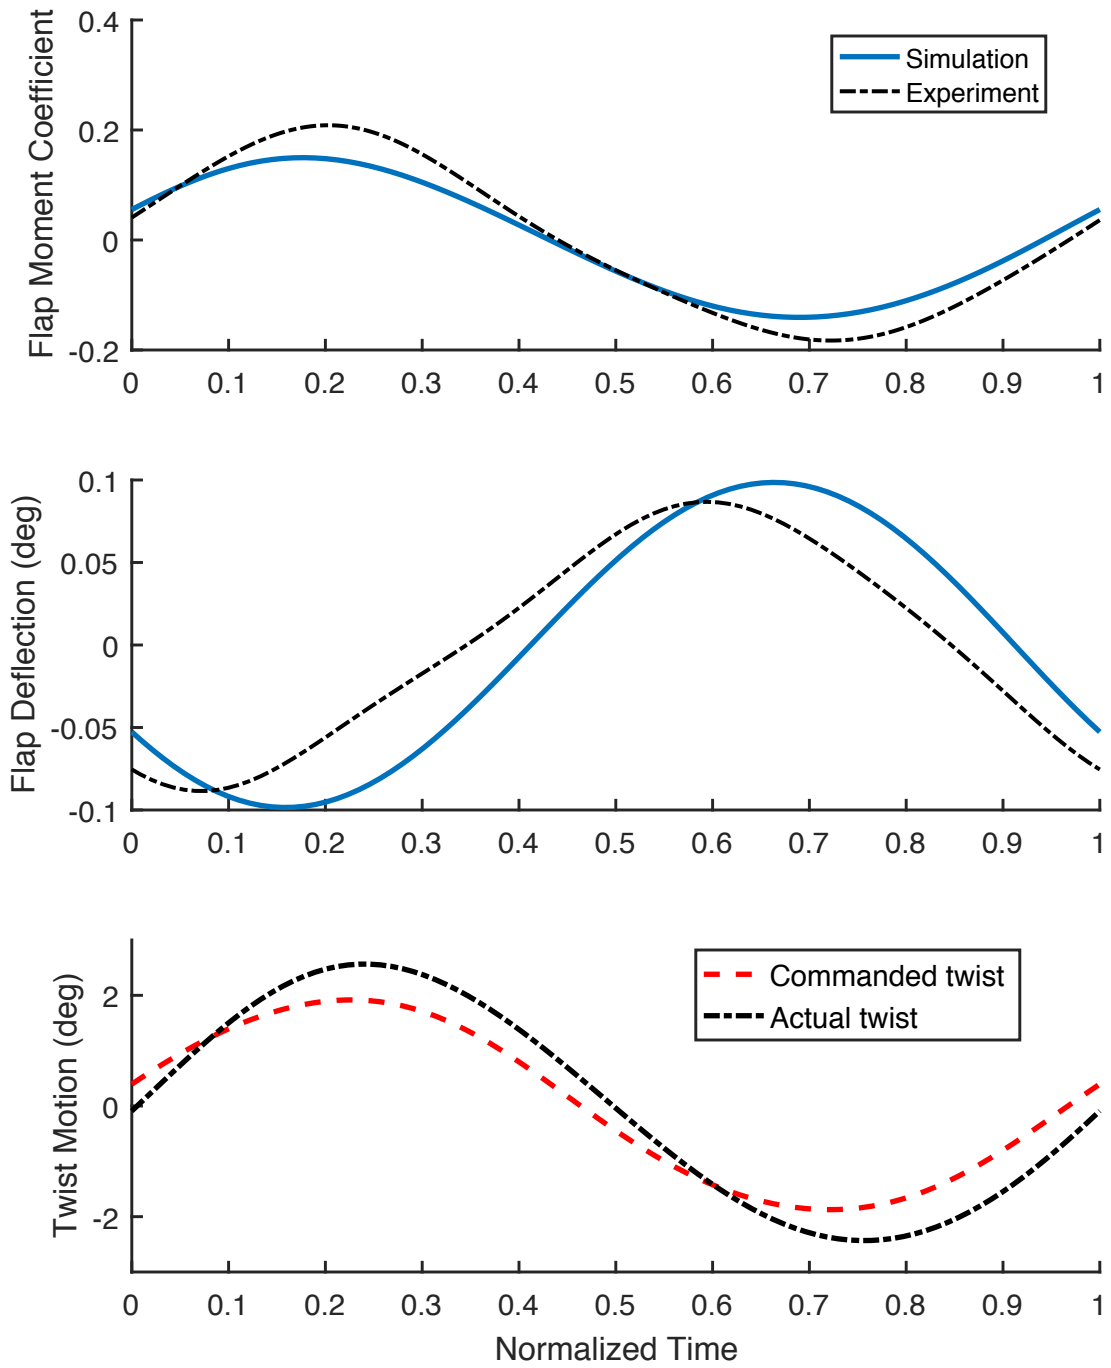 Flap Moment Coefficient
0.4
0.2
0
-0.2
Simulation
Experiment
0 0.1 0.2 0.3 0.4 0.5 0.6 0.7 0.8 0.9 1
Flap Deflection (deg)
0.1
0.05
0
-0.05
-0.1
0 0.1 0.2 0.3 0.4 0.5 0.6 0.7 0.8 0.9 1
Twist Motion (deg)
2
0
-2
Commanded twist
Actual twist
0 0.1 0.2 0.3 0.4 0.5 0.6 0.7 0.8 0.9 1
Normalized Time